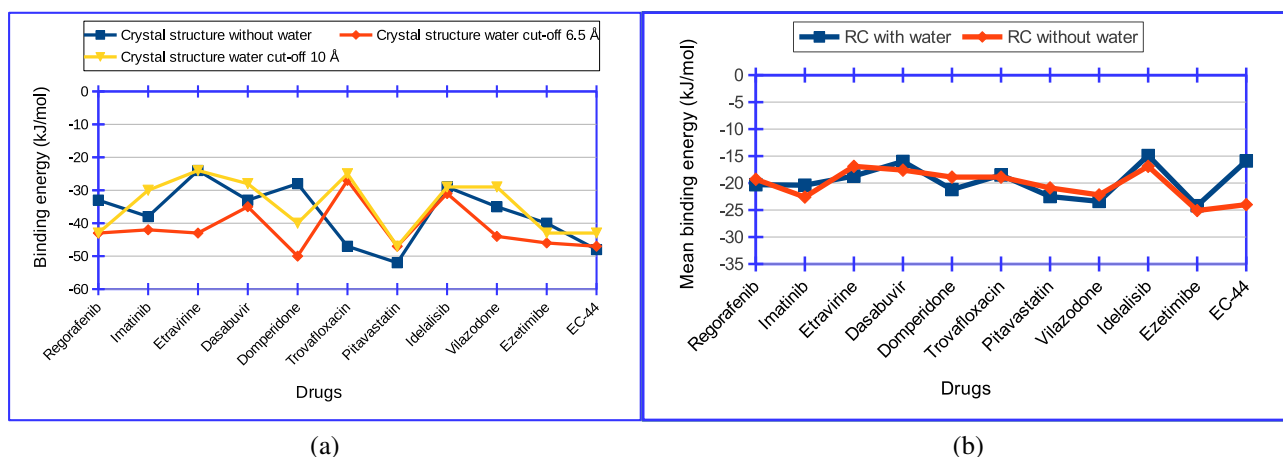 Crystal structure without water
Crystal structure water cut-off 6.5 Å
Crystal structure water cut-off 10 Å
Binding energy (kJ/mol)
0
-10
-20
-30
-40
-50
-60
Regorafenib
Imatinib
Etravirine
Dasabuvir
Domperidone
Trovafloxacin
Pitavastatin
Idelalisib
Vilazodone
Ezetimibe
EC-44
Drugs
(a)
RC with water
RC without water
Mean binding energy (kJ/mol)
0
-5
-10
-15
-20
-25
-30
-35
Regorafenib
Imatinib
Etravirine
Dasabuvir
Domperidone
Trovafloxacin
Pitavastatin
Vilazodone
Idelalisib
Ezetimibe
EC-44
Drugs
(b)